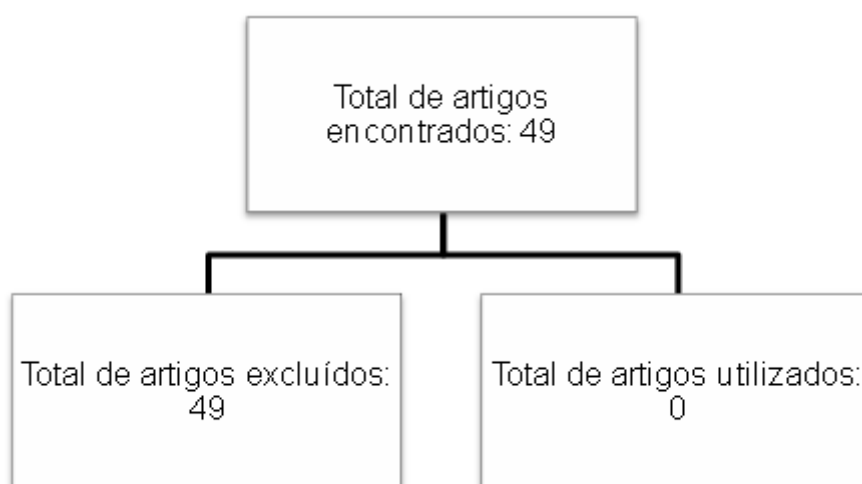 Total de artigos
encontrados: 49
Total de artigos excluídos:
49
Total de artigos utilizados:
0